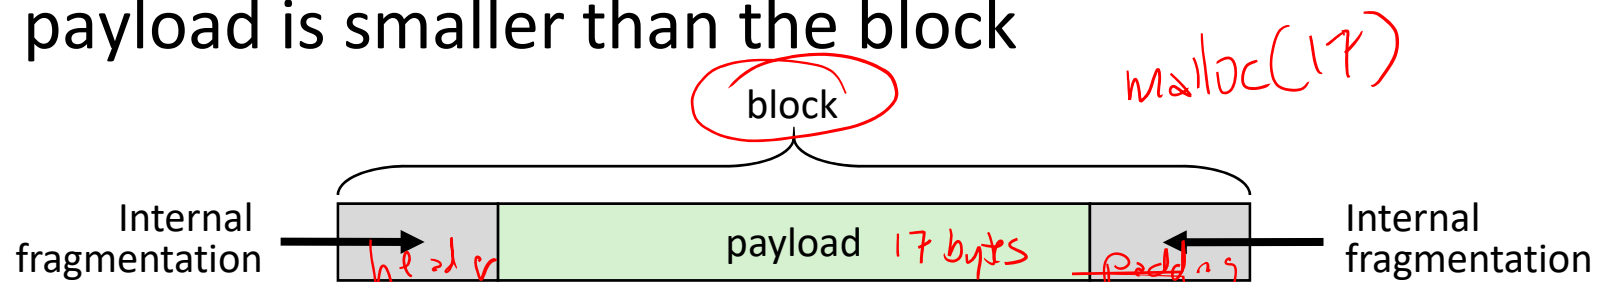 payload is smaller than the block
malloc(17)
block
Internal
fragmentation
header
payload 17 bytes
padding
Internal
fragmentation